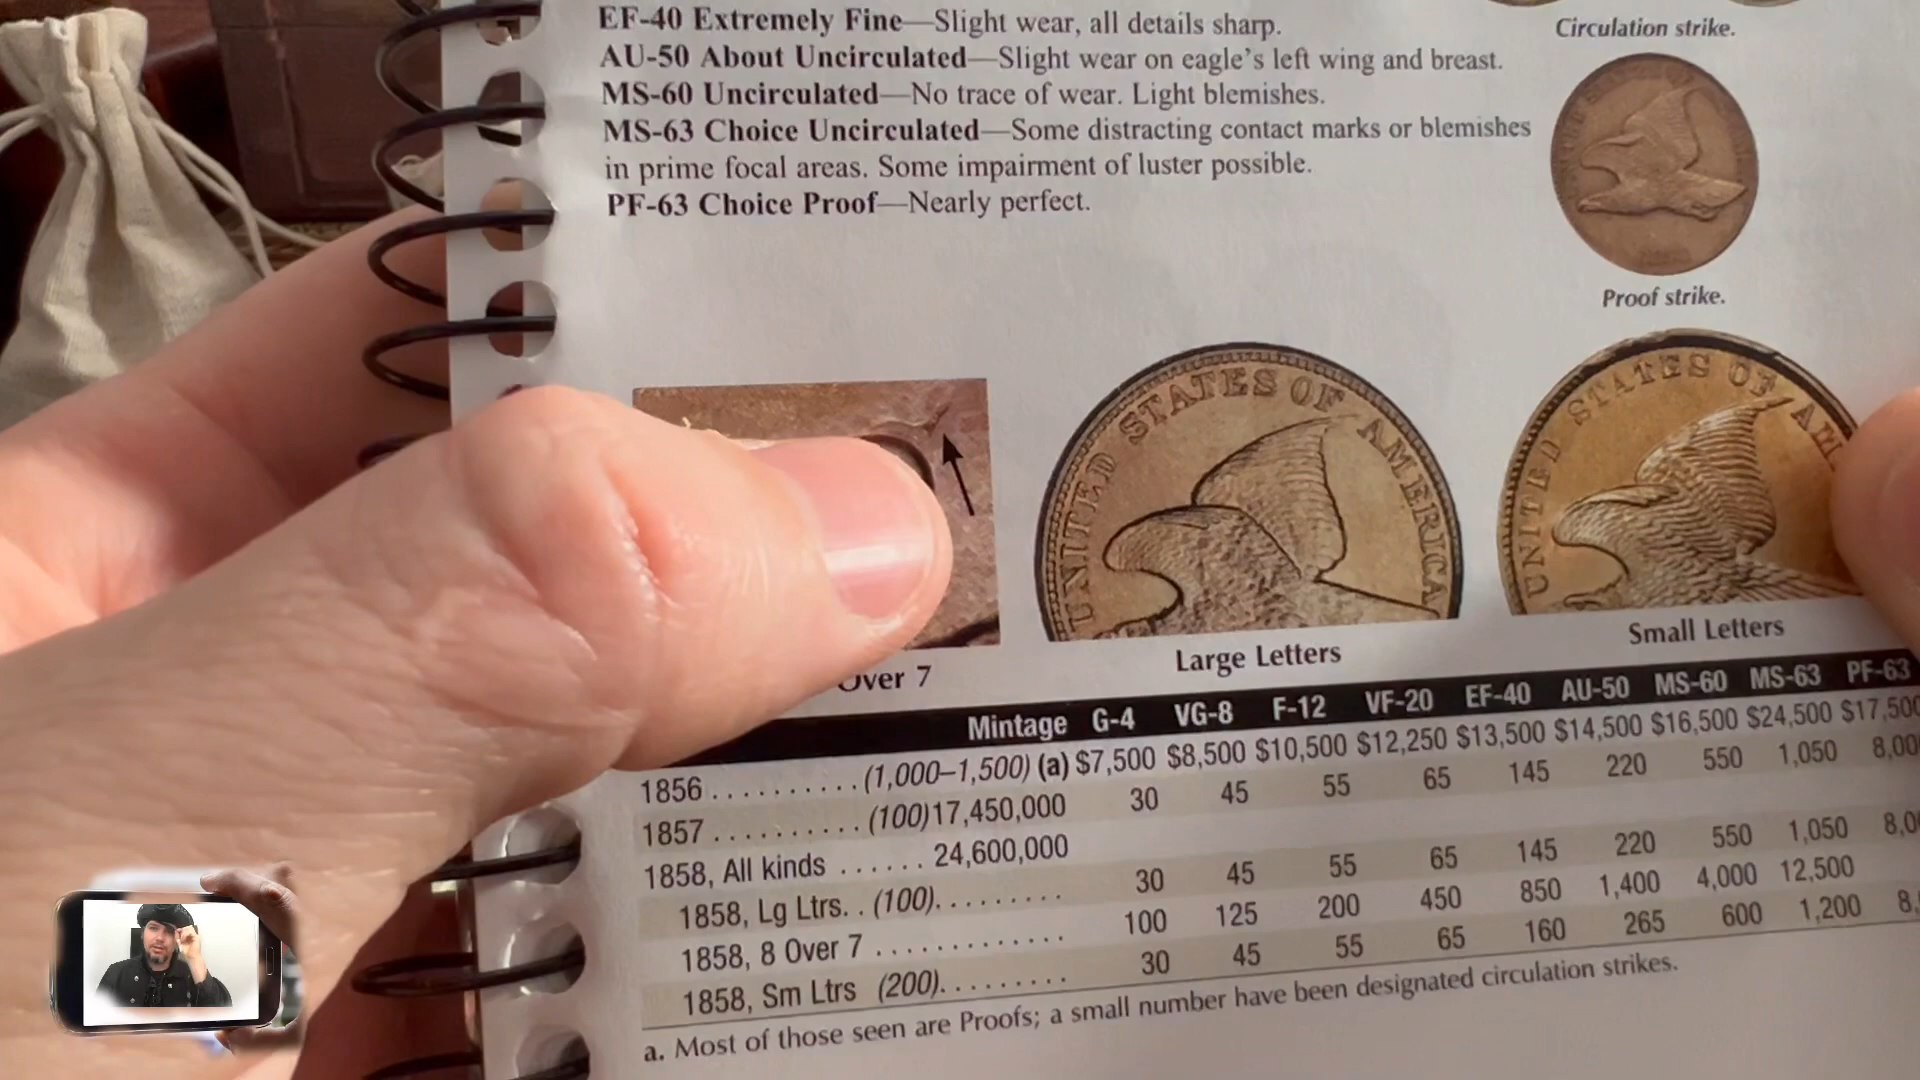 EF-40 Extremely Fine—Slight wear, all details sharp.
AU-50 About Uncirculated—Slight wear on eagle's left wing and breast.
MS-60 Uncirculated—No trace of wear. Light blemishes.
MS-63 Choice Uncirculated—Some distracting contact marks or blemishes
in prime focal areas. Some impairment of luster possible.
PF-63 Choice Proof—Nearly perfect.
Circulation strike.
Proof strike.
UNITED STATES OF AMERICA
UNITED STATES OF AM
Over 7
Large Letters
Small Letters
Mintage G-4 VG-8 F-12 VF-20 EF-40 AU-50 MS-60 MS-63 PF-63
1856 . . . . . . . . . . (1,000–1,500) (a) $7,500 $8,500 $10,500 $12,250 $13,500 $14,500 $16,500 $24,500 $17,500
1857 . . . . . . . . . . (100)17,450,000 30 45 55 65 145 220 550 1,050 8,00
1858, All kinds . . . . . . 24,600,000
1858, Lg Ltrs. . (100). . . . . . . . . 30 45 55 65 145 220 550 1,050 8,0
1858, 8 Over 7 . . . . . . . . . . . . . 100 125 200 450 850 1,400 4,000 12,500
1858, Sm Ltrs (200). . . . . . . . . 30 45 55 65 160 265 600 1,200 8,
a. Most of those seen are Proofs; a small number have been designated circulation strikes.